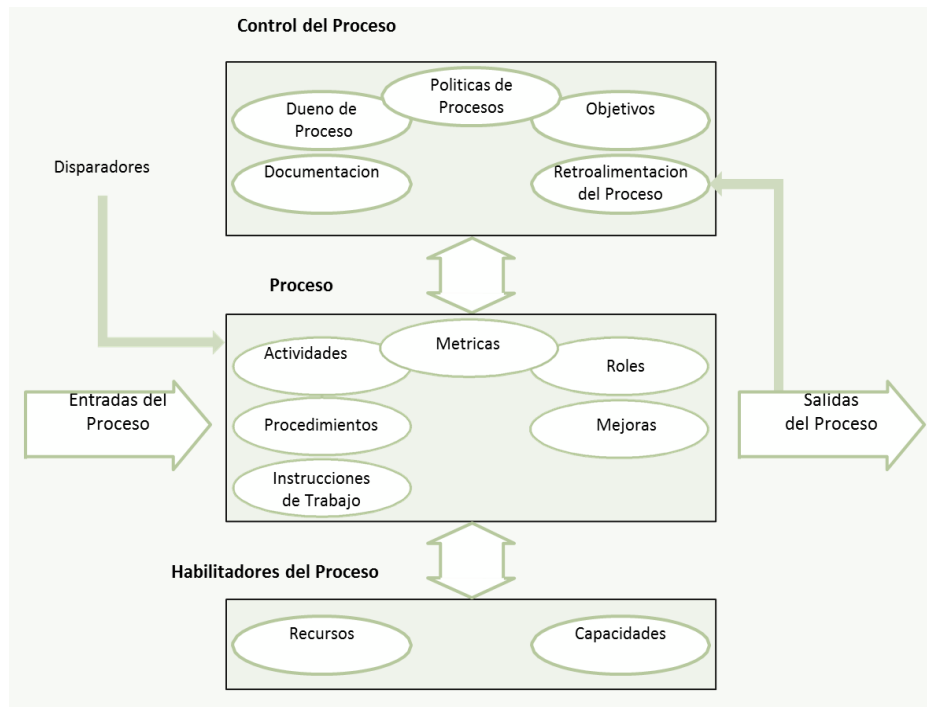 Control del Proceso
Politicas de
Procesos
Dueno de
Proceso
Objetivos
Documentacion
Retroalimentacion
del Proceso
Disparadores
Proceso
Metricas
Actividades
Roles
Entradas del
Proceso
Procedimientos
Mejoras
Salidas
del Proceso
Instrucciones
de Trabajo
Habilitadores del Proceso
Recursos
Capacidades